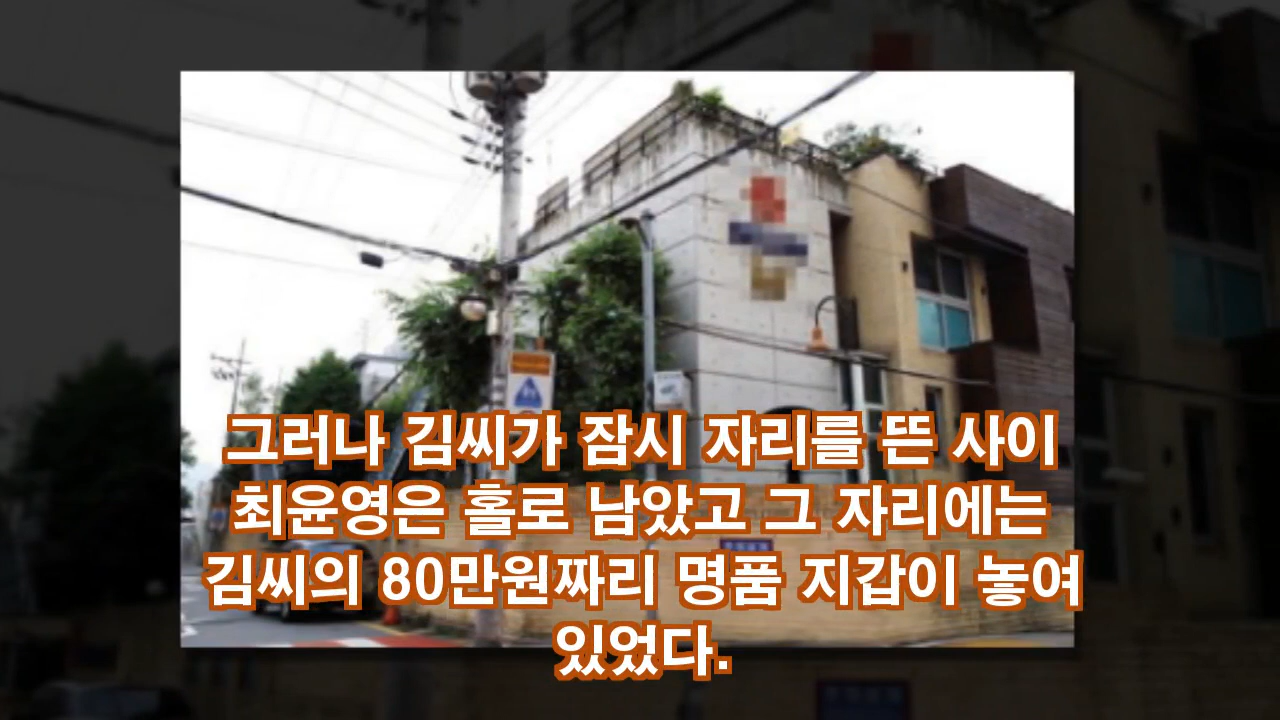 그러나 김씨가 잠시 자리를 뜬 사이
최윤영은 홀로 남았고 그 자리에는
김씨의 80만원짜리 명품 지갑이 놓여
있었다.